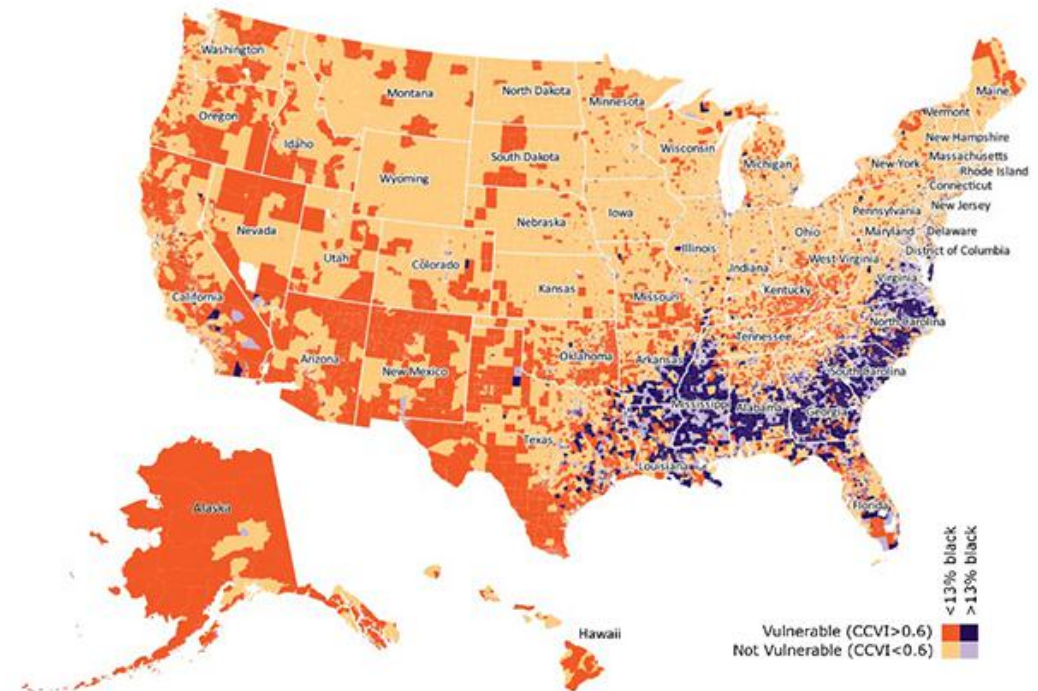 Washington
Montana
North Dakota
Minnesota
Maine
Oregon
Idaho
South Dakota
Wisconsin
Michigan
Vermont
New Hampshire
New York
Massachusetts
Rhode Island
Connecticut
Wyoming
Nebraska
Iowa
Pennsylvania
New Jersey
Nevada
Utah
Colorado
Illinois
Indiana
Ohio
Maryland
Delaware
District of Columbia
West Virginia
Virginia
California
Kansas
Missouri
Kentucky
North Carolina
Tennessee
Arizona
New Mexico
Oklahoma
Arkansas
South Carolina
Mississippi
Alabama
Georgia
Texas
Louisiana
Florida
Alaska
Hawaii
<13% black
>13% black
Vulnerable (CCVI>0.6)
Not Vulnerable (CCVI<0.6)